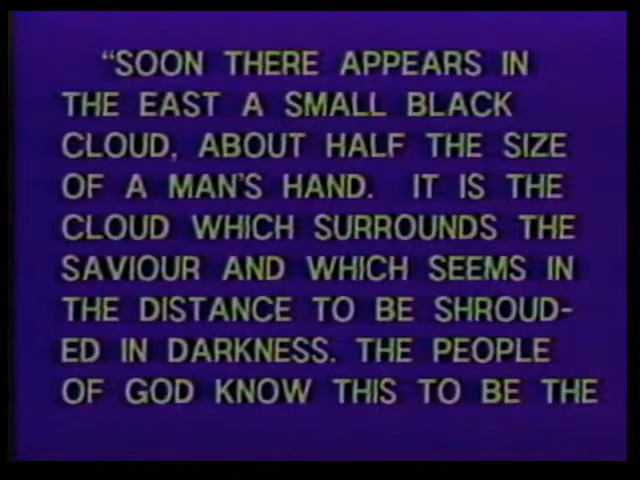 “SOON THERE APPEARS IN
THE EAST A SMALL BLACK
CLOUD, ABOUT HALF THE SIZE
OF A MAN'S HAND. IT IS THE
CLOUD WHICH SURROUNDS THE
SAVIOUR AND WHICH SEEMS IN
THE DISTANCE TO BE SHROUD-
ED IN DARKNESS. THE PEOPLE
OF GOD KNOW THIS TO BE THE